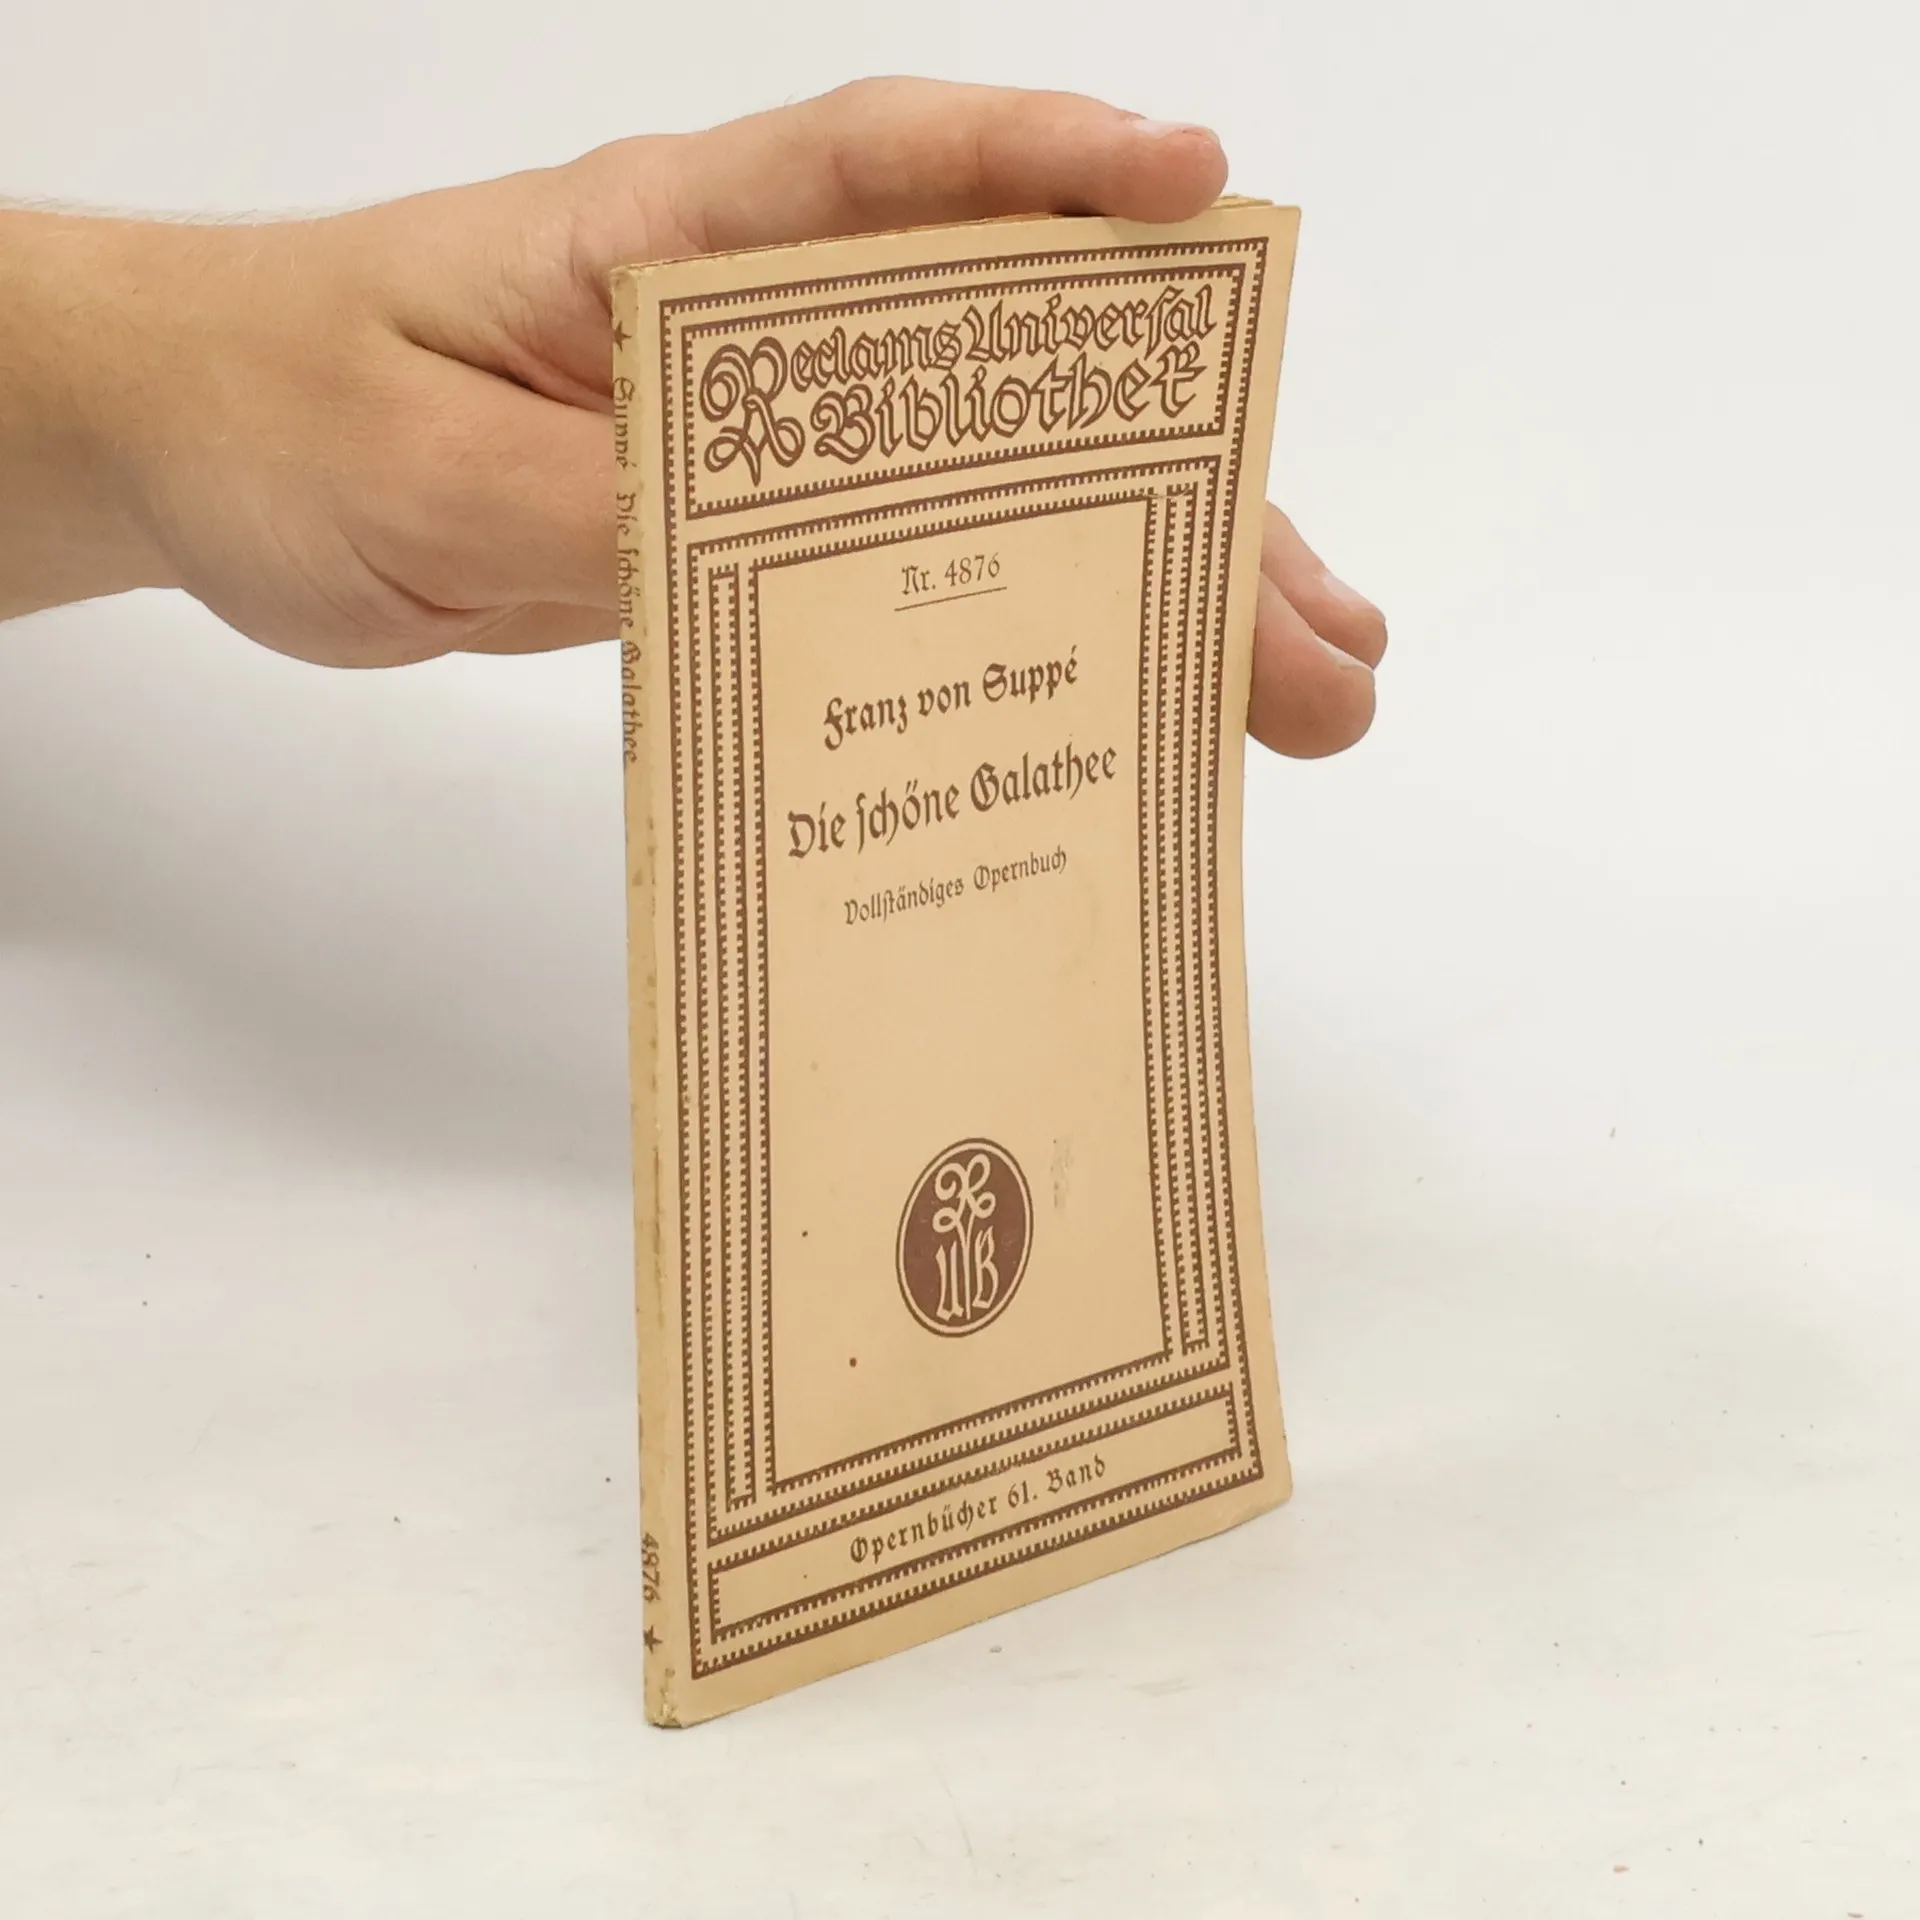 Reclams Universal
Bibliothek
Nr. 4876
Franz von Suppé
Die schöne Galathee
Vollständiges Opernbuch
R
UB
Opernbücher 61. Band
★ Suppé Die schöne Galathee
4876 ★